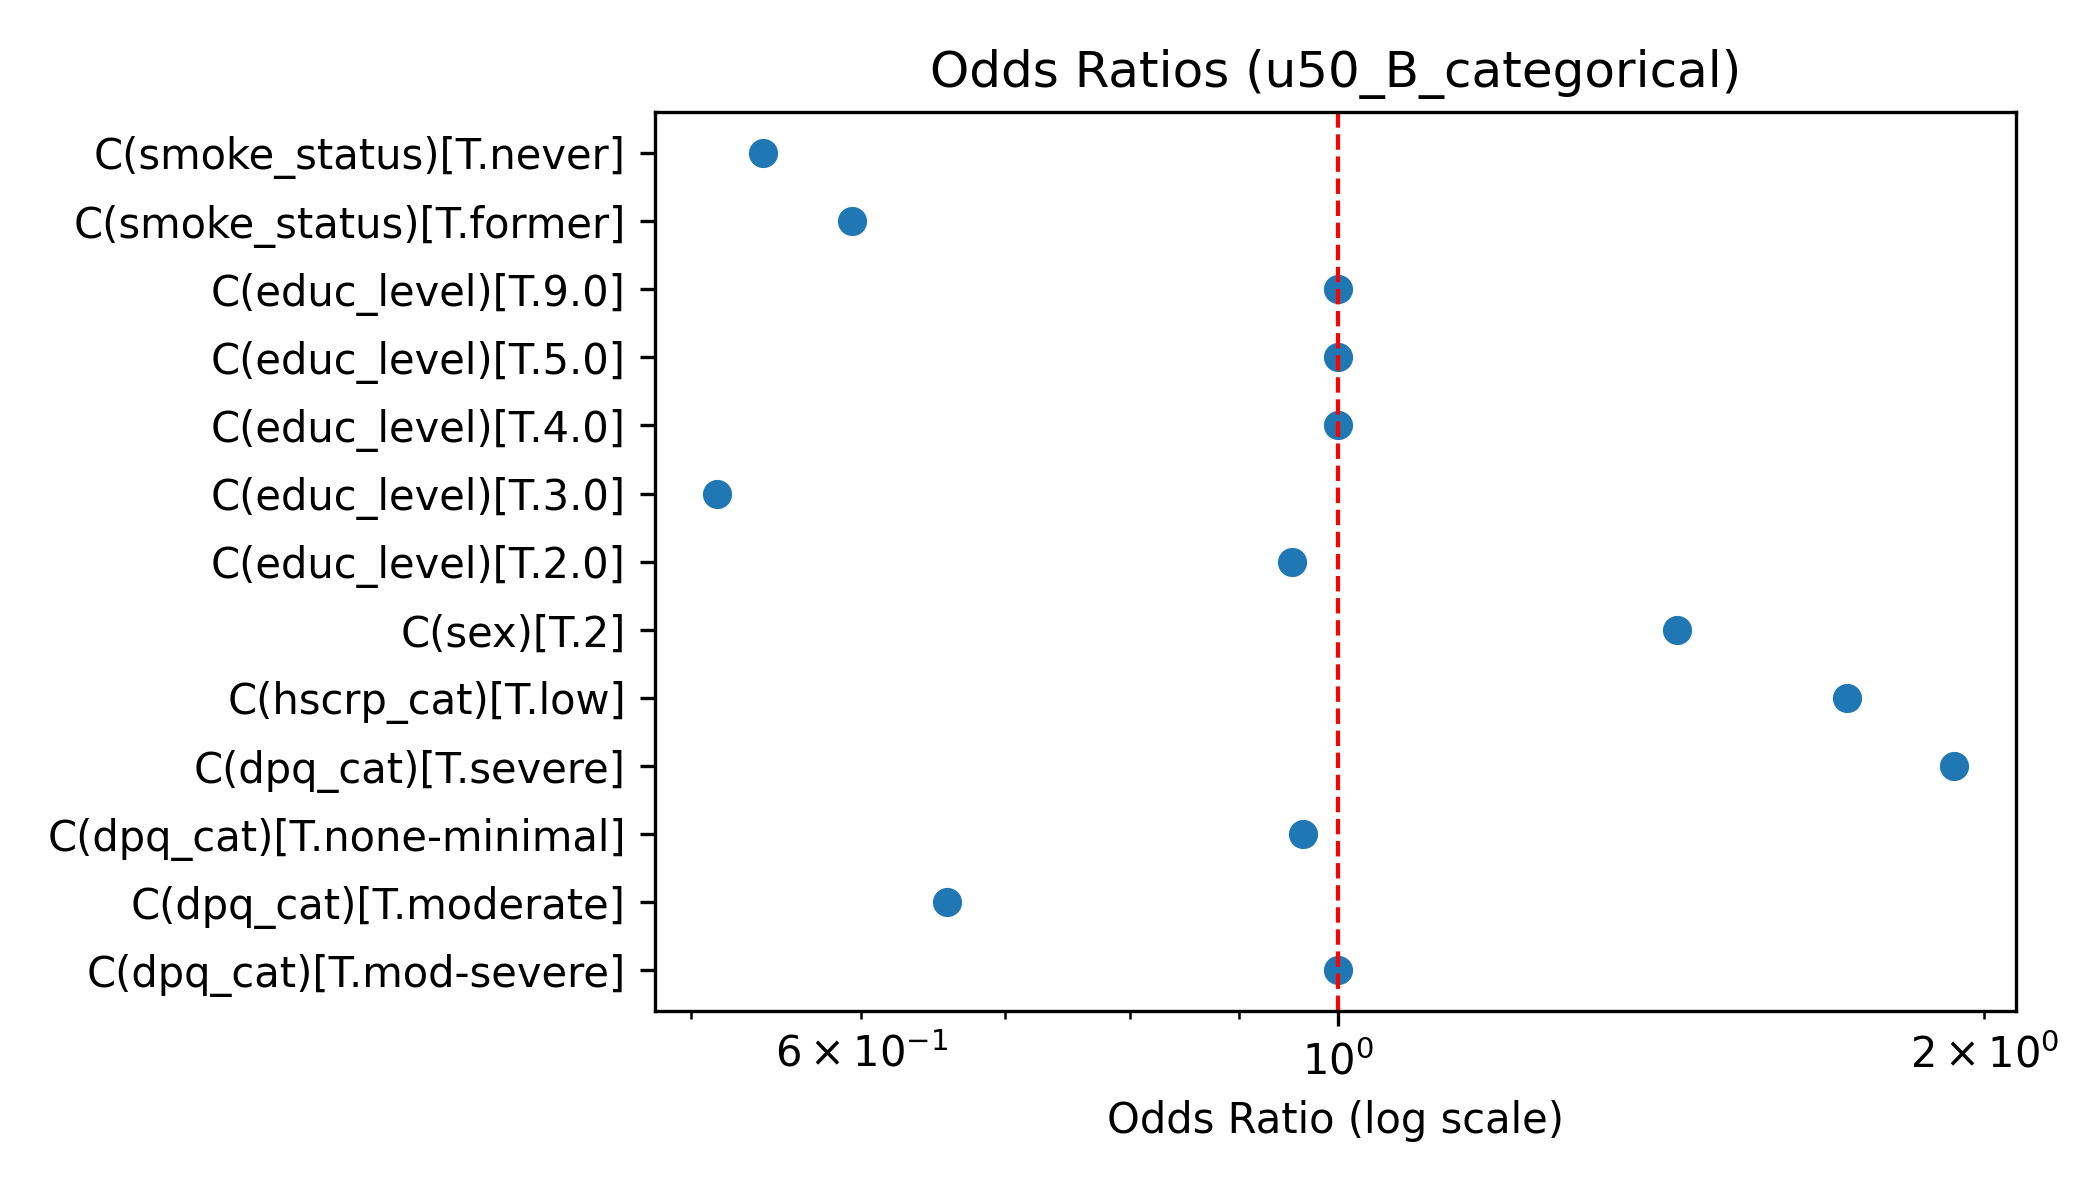 Odds Ratios (u50_B_categorical)
C(smoke_status)[T.never]
C(smoke_status)[T.former]
C(educ_level)[T.9.0]
C(educ_level)[T.5.0]
C(educ_level)[T.4.0]
C(educ_level)[T.3.0]
C(educ_level)[T.2.0]
C(sex)[T.2]
C(hscrp_cat)[T.low]
C(dpq_cat)[T.severe]
C(dpq_cat)[T.none-minimal]
C(dpq_cat)[T.moderate]
C(dpq_cat)[T.mod-severe]
6 × 10⁻¹ 10⁰ 2 × 10⁰
Odds Ratio (log scale)